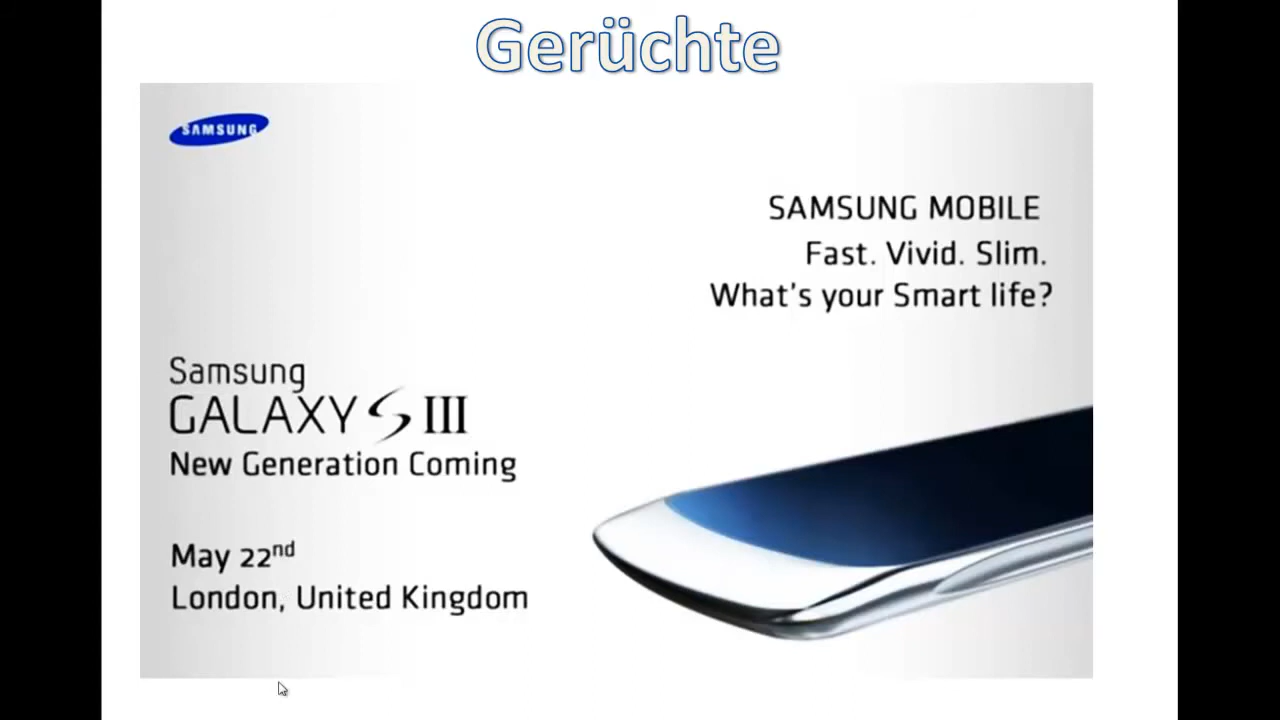 Gerüchte
SAMSUNG
SAMSUNG MOBILE
Fast. Vivid. Slim.
What's your Smart life?
Samsung
GALAXY S III
New Generation Coming
May 22nd
London, United Kingdom